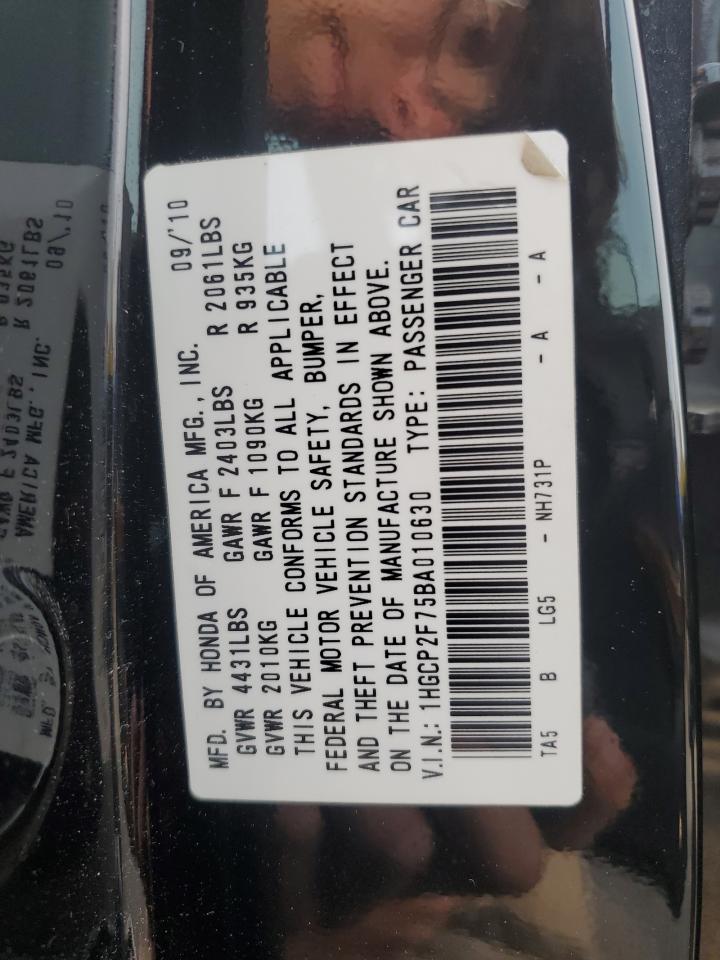 MFD. BY HONDA OF AMERICA MFG., INC. 09/'10
GVWR 4431LBS GAWR F 2403LBS R 2061LBS
GVWR 2010KG GAWR F 1090KG R 935KG
THIS VEHICLE CONFORMS TO ALL APPLICABLE
FEDERAL MOTOR VEHICLE SAFETY, BUMPER,
AND THEFT PREVENTION STANDARDS IN EFFECT
ON THE DATE OF MANUFACTURE SHOWN ABOVE.
V.I.N.: 1HGCP2F75BA010630 TYPE: PASSENGER CAR
TA5 B LG5 - NH731P - A - A